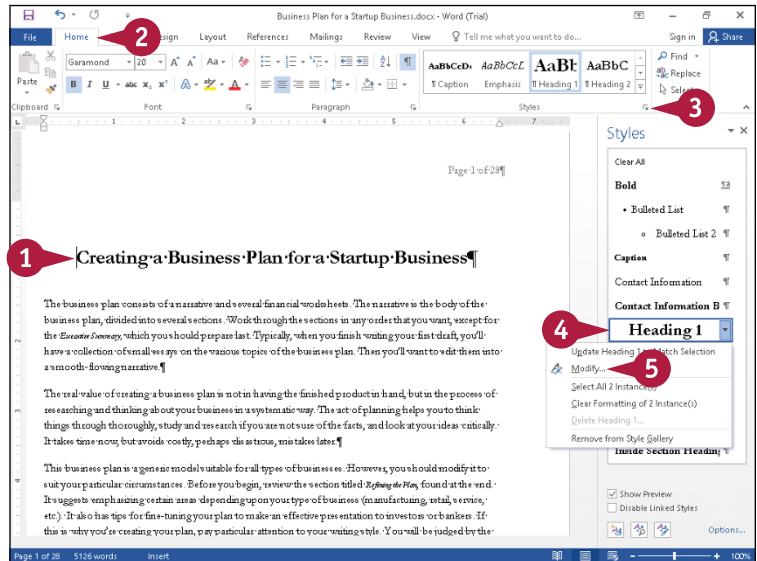 Business Plan for a Startup Business.docx - Word (Trial)
File Home sign Layout References Mailings Review View Tell me what you want to do... Sign in Share
Garamond 20 A A Aa
AaBbCcDı AaBbCcL AaBb AaBbC
Find
Replace
Select
Paste
B I U abc x₂ x² A A
¶ Caption Emphasis ¶ Heading 1 ¶ Heading 2
Clipboard Font Paragraph Styles
2
3
1 2 3 4 5 6 7
Styles
Page·1·of·28¶
Clear All
Bold
• Bulleted List ¶
o Bulleted List 2 ¶
Caption ¶
Contact Information ¶
Contact Information B ¶
1
Creating·a·Business·Plan·for·a·Startup·Business¶
4
Heading 1
Update Heading 1 to Match Selection
5
Modify...
Select All 2 Instance(s)
Clear Formatting of 2 Instance(s)
Delete Heading 1...
Remove from Style Gallery
Inside Section Heading ¶
Show Preview
Disable Linked Styles
Options...
The·business·plan·consists·of·a·narrative·and·several·financial·worksheets.·The·narrative·is·the·body·of·the·
business·plan,·divided·into·several·sections.·Work·through·the·sections·in·any·order·that·you·want,·except·for·
the·Executive·Summary,·which·you·should·prepare·last.·Typically,·when·you·finish·writing·your·first·draft,·you'll·
have·a·collection·of·small·essays·on·the·various·topics·of·the·business·plan.·Then·you'll·want·to·edit·them·into·
a·smooth-flowing·narrative.¶
The·real·value·of·creating·a·business·plan·is·not·in·having·the·finished·product·in·hand,·but·in·the·process·of·
researching·and·thinking·about·your·business·in·a·systematic·way.·The·act·of·planning·helps·you·to·think·
things·through·thoroughly,·study·and·research·if·you·are·not·sure·of·the·facts,·and·look·at·your·ideas·critically.·
It·takes·time·now,·but·avoids·costly,·perhaps·disastrous,·mistakes·later.¶
This·business·plan·is·a·generic·model·suitable·for·all·types·of·businesses.·However,·you·should·modify·it·to·
suit·your·particular·circumstances.·Before·you·begin,·review·the·section·titled·Refining·the·Plan,·found·at·the·end.·
It·suggests·emphasizing·certain·areas·depending·upon·your·type·of·business·(manufacturing,·retail,·service,·
etc.).·It·also·has·tips·for·fine-tuning·your·plan·to·make·an·effective·presentation·to·investors·or·bankers.·If·
this·is·why·you're·creating·your·plan,·pay·particular·attention·to·your·writing·style.·You·will·be·judged·by·the·
Page 1 of 28 5126 words Insert 100%